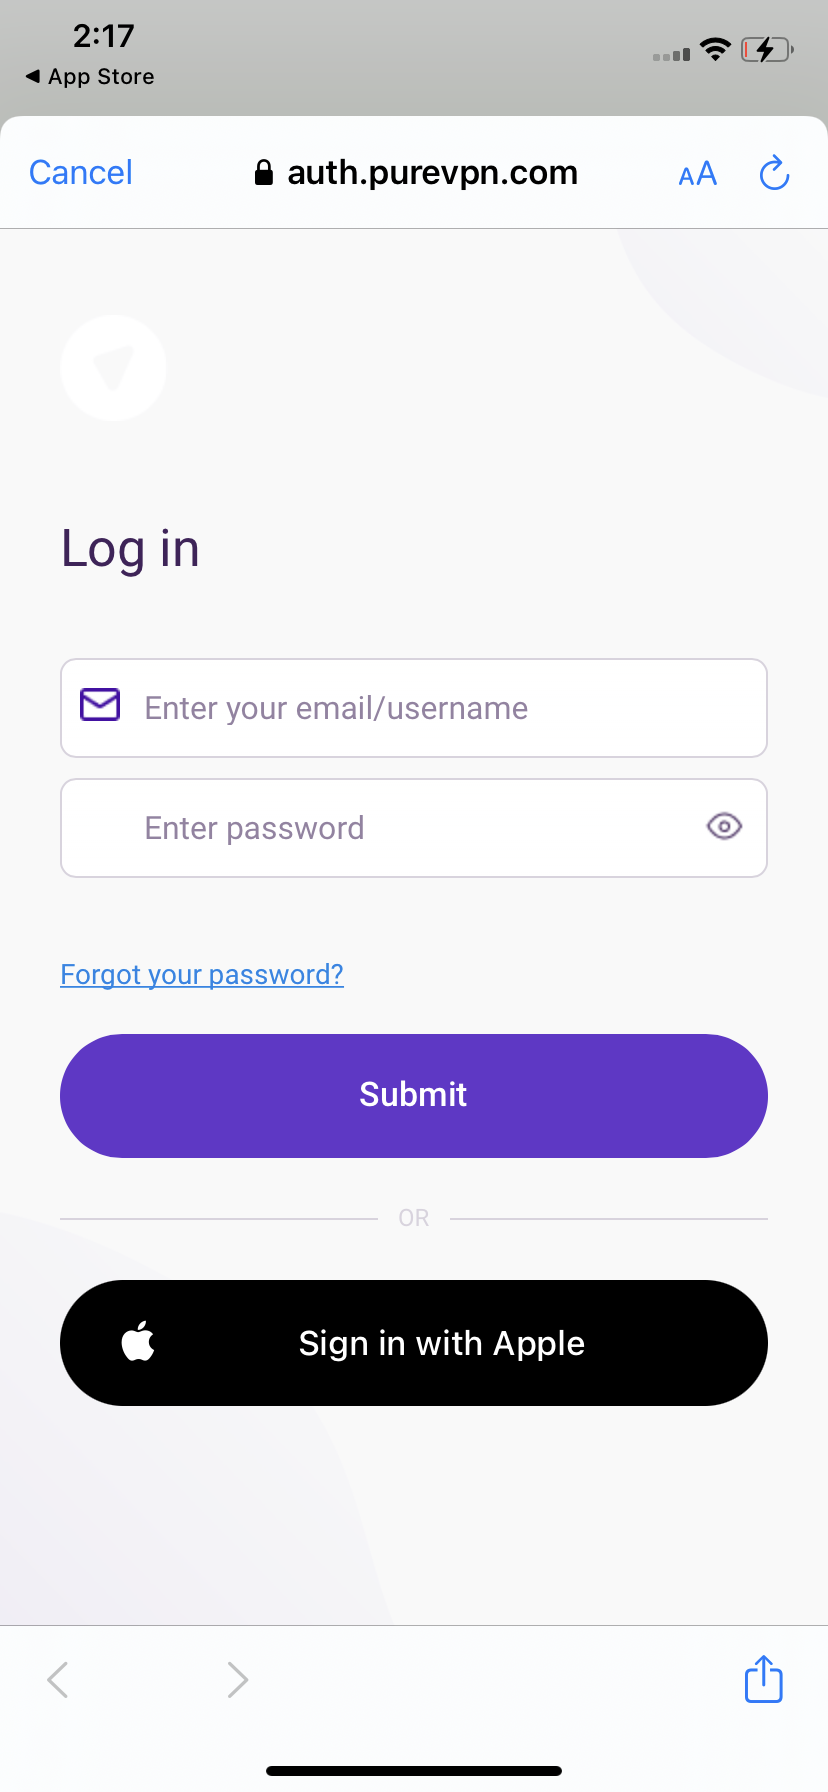 2:17
◀ App Store
Cancel
auth.purevpn.com
AA
Log in
Enter your email/username
Enter password
Forgot your password?
Submit
OR
Sign in with Apple